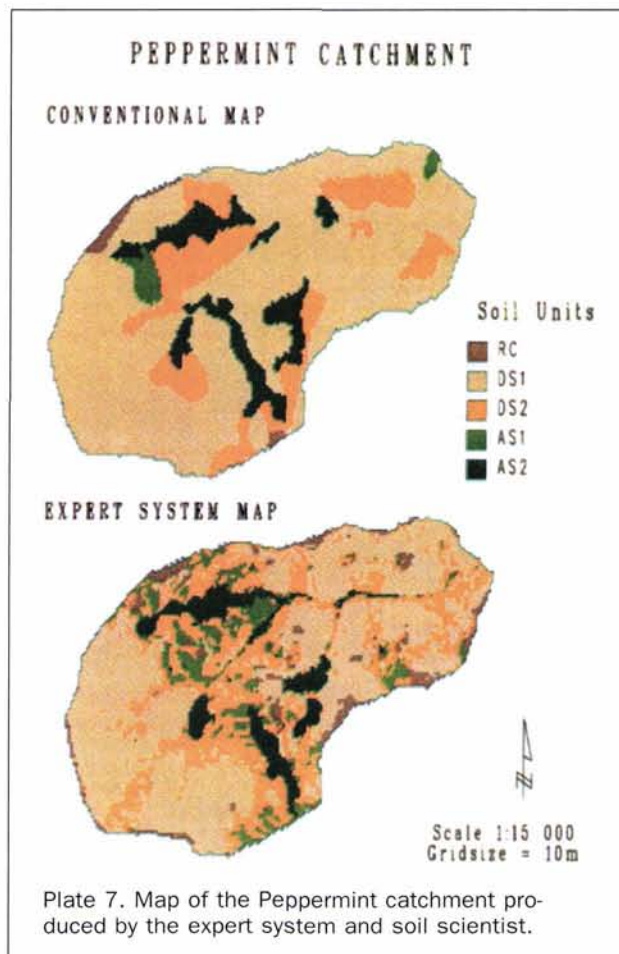 PEPPERMINT CATCHMENT
CONVENTIONAL MAP
Soil Units
RC
DS1
DS2
AS1
AS2
EXPERT SYSTEM MAP
N
Scale 1:15 000
Gridsize = 10m
Plate 7. Map of the Peppermint catchment pro-
duced by the expert system and soil scientist.